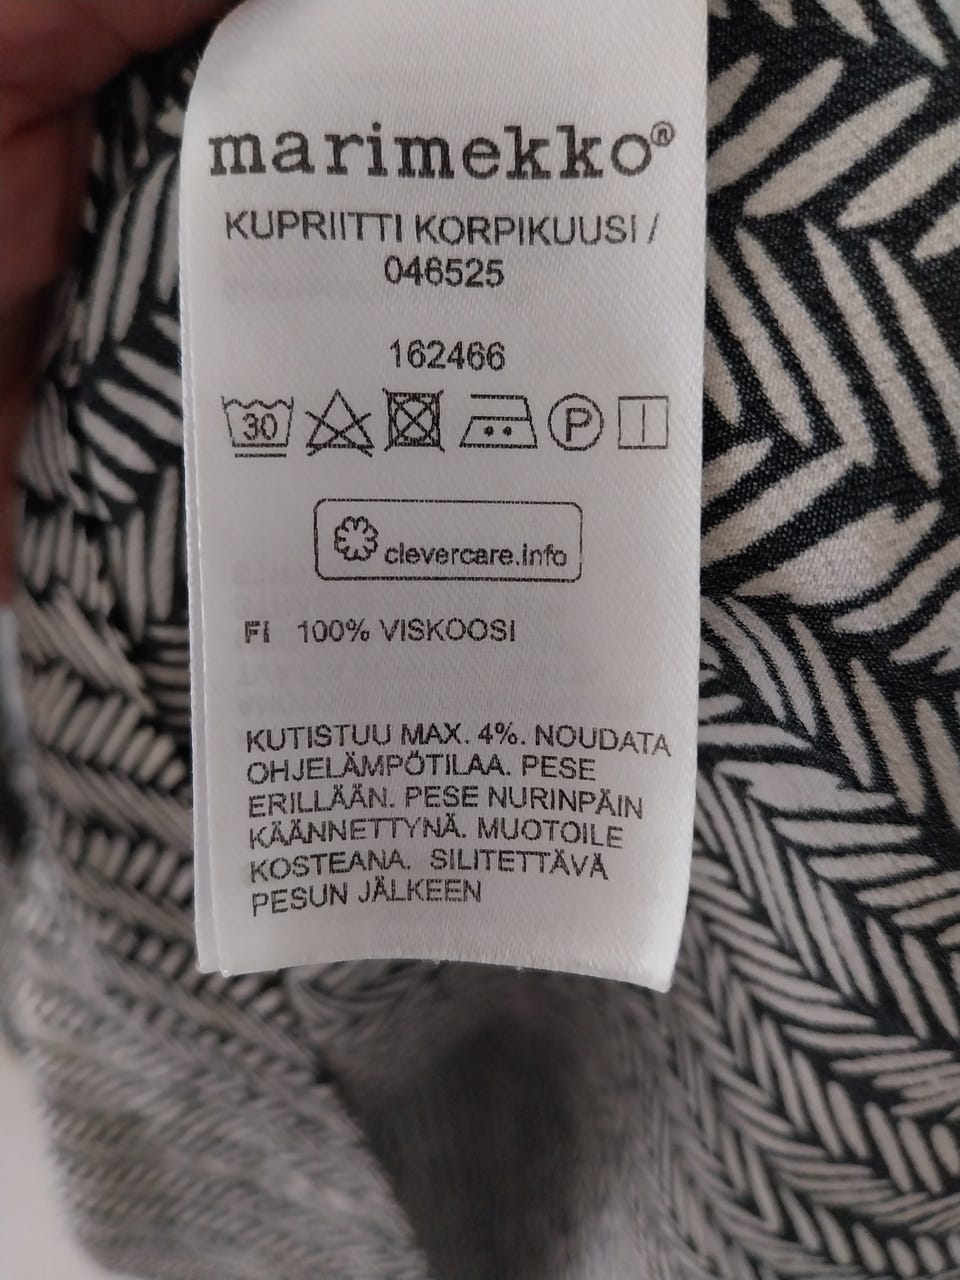 marimekko®
KUPRIITTI KORPIKUUSI /
046525
162466
30 P
clevercare.info
FI 100% VISKOOSI
KUTISTUU MAX. 4%. NOUDATA
OHJELÄMPÖTILAA. PESE
ERILLÄÄN. PESE NURINPÄIN
KÄÄNNETTYNÄ. MUOTOILE
KOSTEANA. SILITETTÄVÄ
PESUN JÄLKEEN